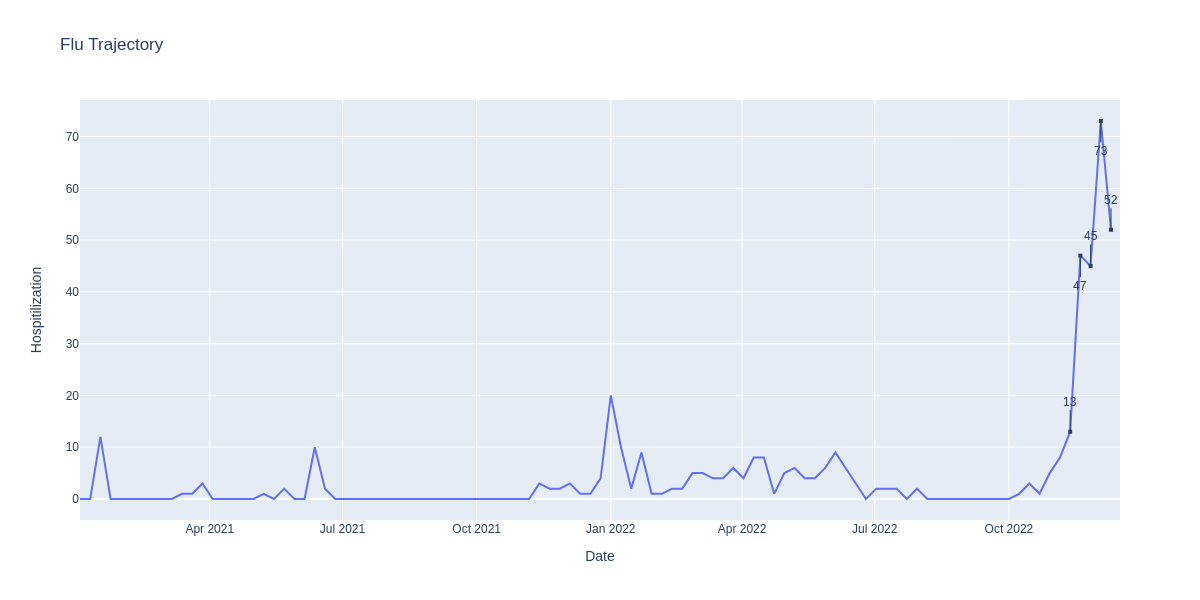 Flu Trajectory
70
60
50
40
30
20
10
0
73
52
45
47
13
Apr 2021
Jul 2021
Oct 2021
Jan 2022
Apr 2022
Jul 2022
Oct 2022
Date
Hospitilization